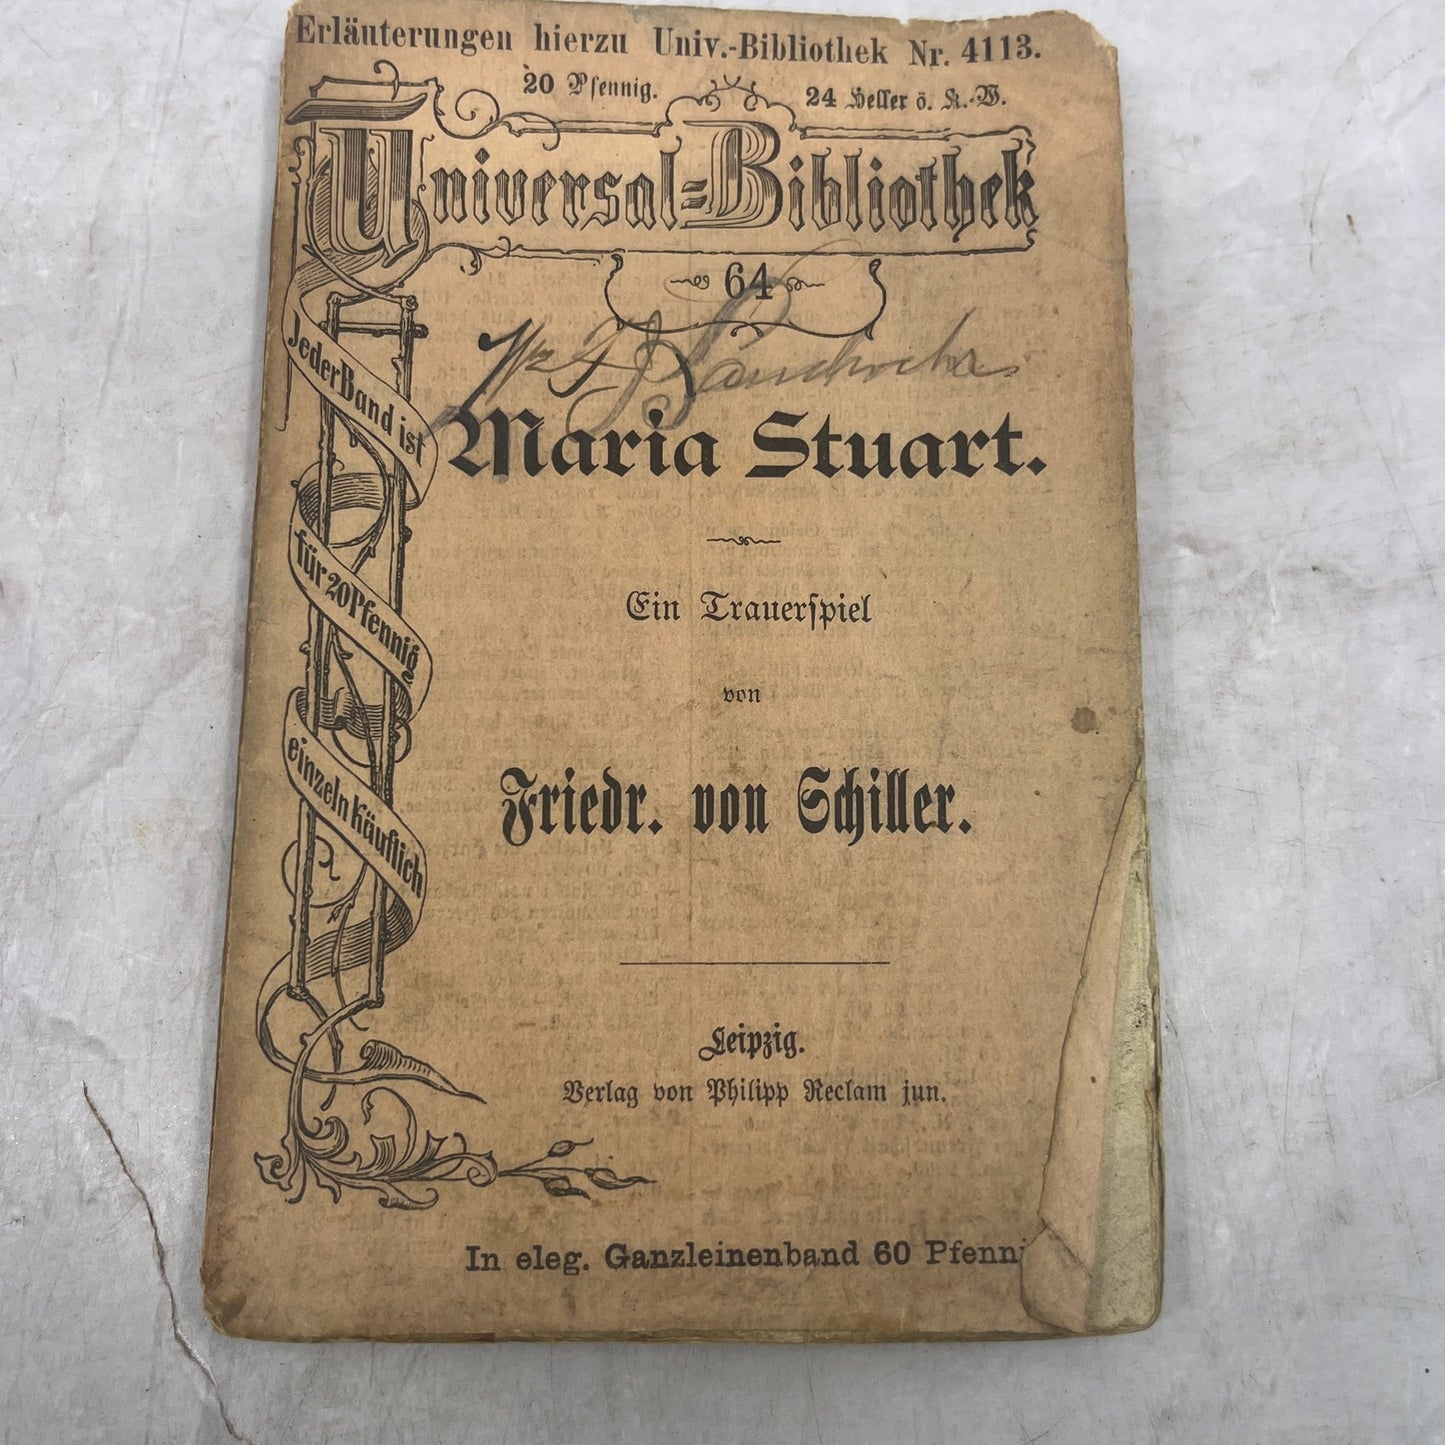 Erläuterungen hierzu Univ.-Bibliothek Nr. 4113.
20 Pfennig. 24 Heller ö. K.-W.
Universal-Bibliothek
64
Jeder Band ist
für 20 Pfennig
einzeln käuflich
Maria Stuart.
Ein Trauerſpiel
von
Friedr. von Schiller.
Leipzig.
Verlag von Philipp Reclam jun.
In eleg. Ganzleinenband 60 Pfenni